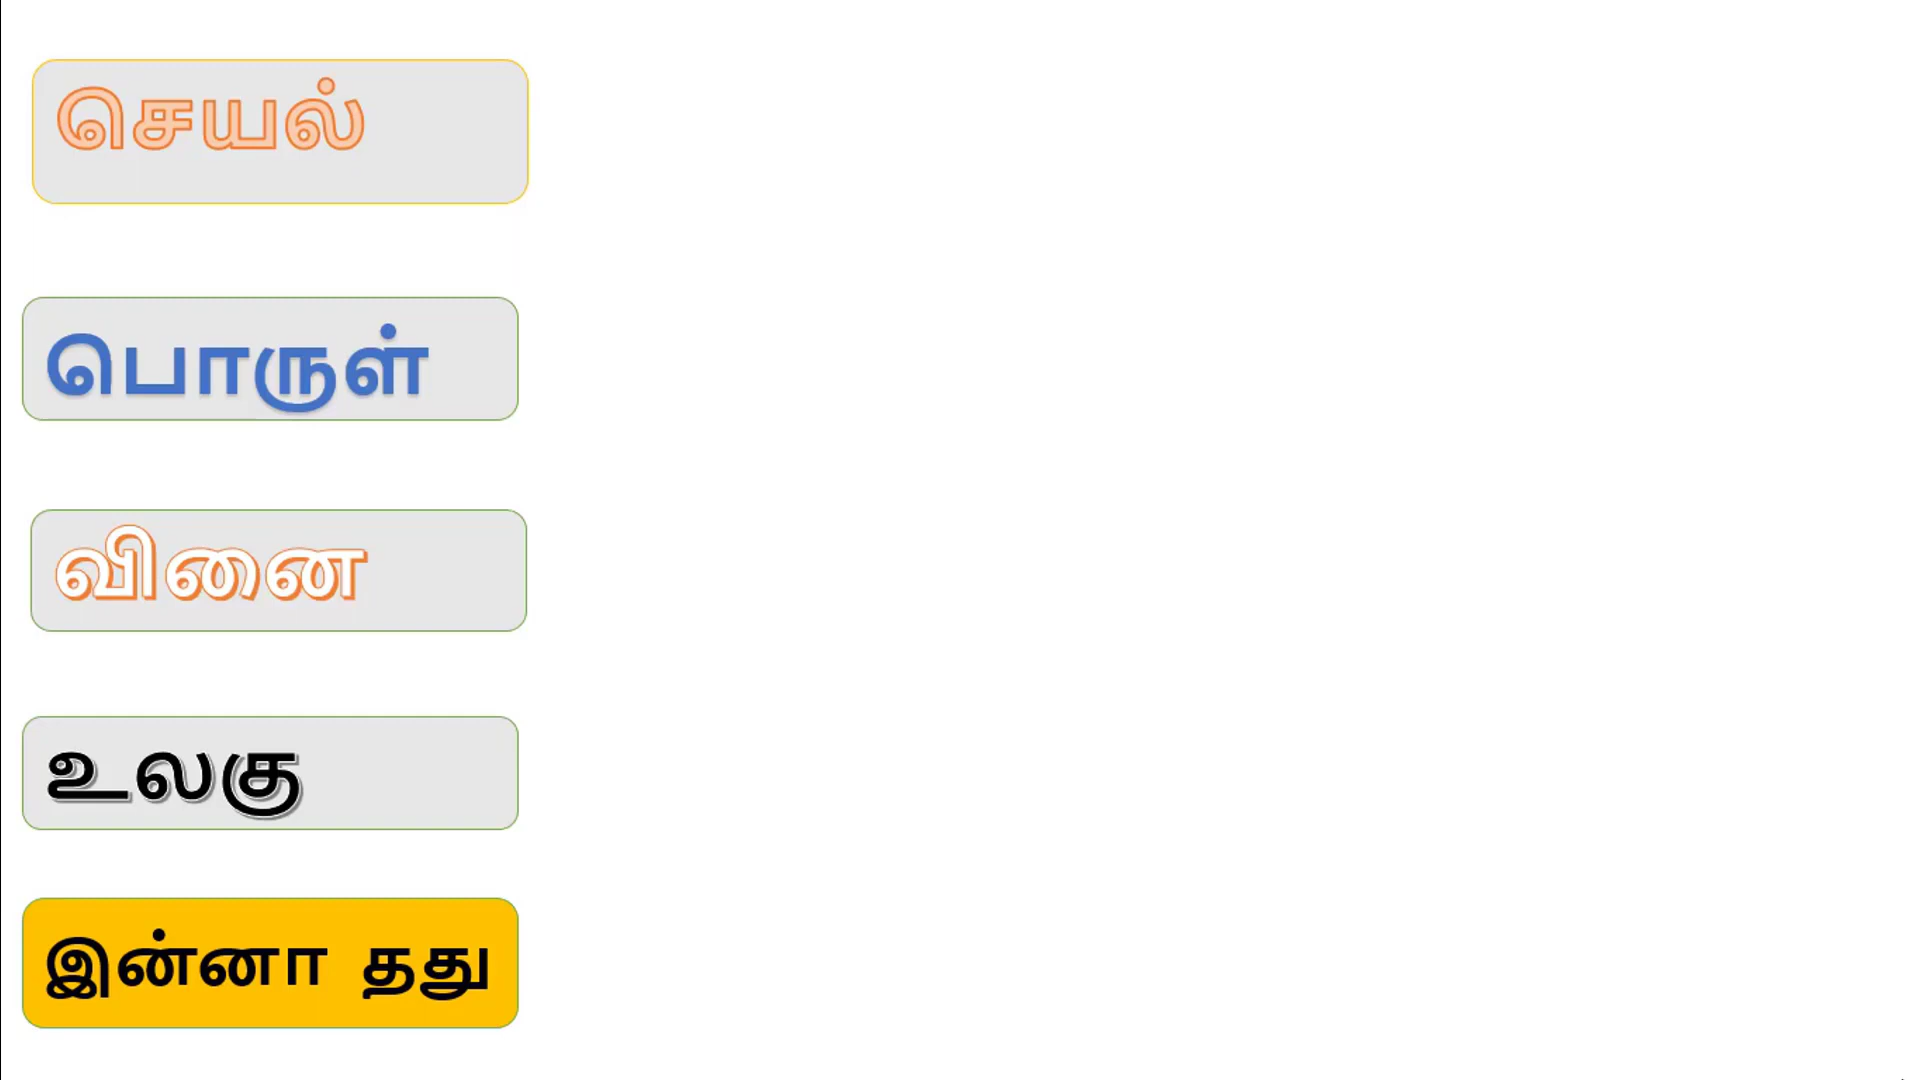 செயல்
பொருள்
வினை
உலகு
இன்னா தது